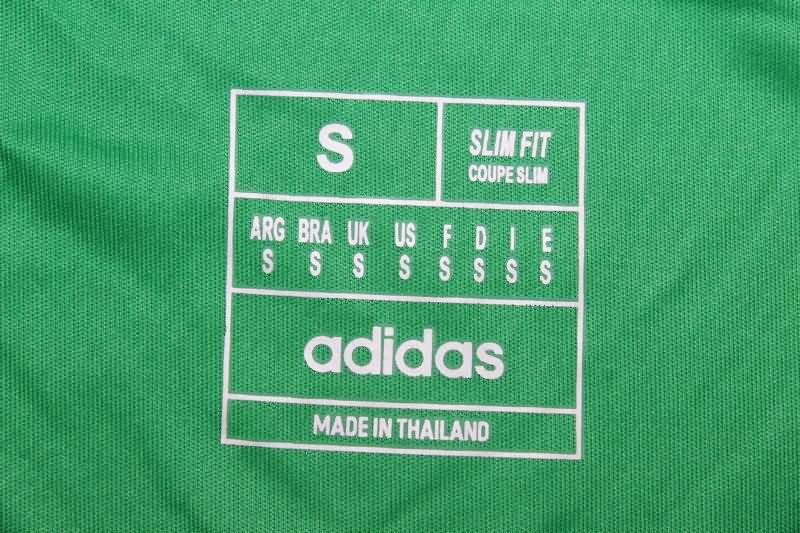 S
SLIM FIT
COUPE SLIM
ARG BRA UK US F D I E
S S S S S S S S
adidas
MADE IN THAILAND